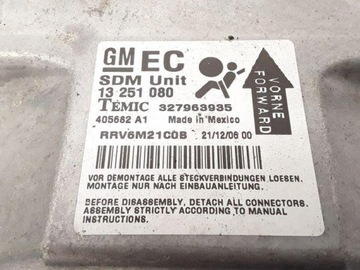 GM EC
SDM Unit
13 251 080
TEMIC 327963935
405682 A1 Made in Mexico
RRV6M21C0B 21/12/06 00
VORNE
FORWARD
VOR DEMONTAGE ALLE STECKVERBINDUNGEN LOESEN.
MONTAGE NUR NACH EINBAUANLEITUNG.
BEFORE DISASSEMBLY, DETACH ALL CONNECTORS.
ASSEMBLY STRICTLY ACCORDING TO MANUAL
INSTRUCTIONS.